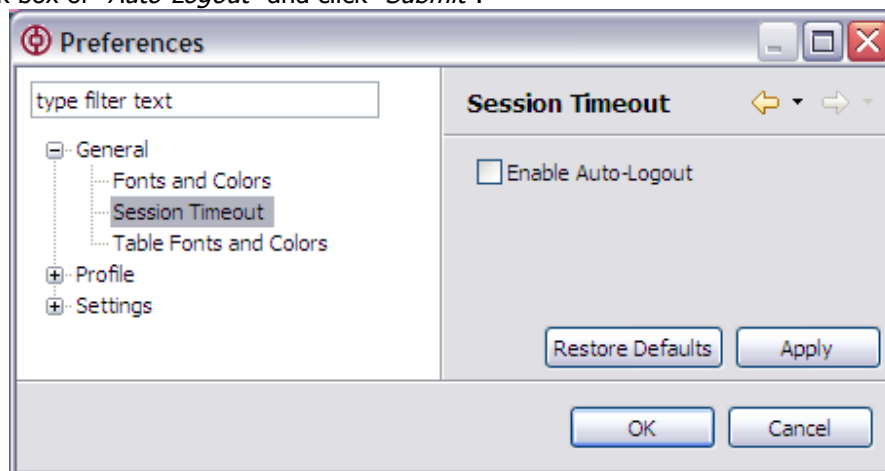 k box of "Auto-Logout" and click "Submit".
Preferences
type filter text
General
Fonts and Colors
Session Timeout
Table Fonts and Colors
Profile
Settings
Session Timeout
Enable Auto-Logout
Restore Defaults
Apply
OK
Cancel